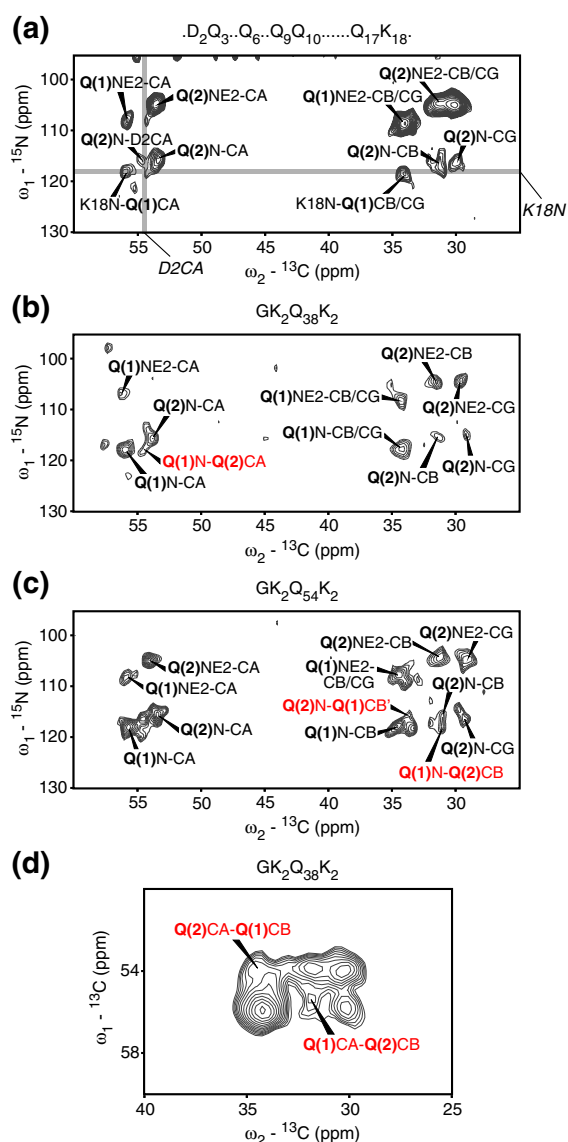 (a)
.D2Q3..Q6..Q9Q10......Q17K18.
Q(1)NE2-CA
Q(2)NE2-CA
Q(2)NE2-CB/CG
Q(1)NE2-CB/CG
Q(2)N-D2CA
Q(2)N-CA
Q(2)N-CB
Q(2)N-CG
K18N-Q(1)CA
K18N-Q(1)CB/CG
K18N
D2CA
100
110
120
130
ω1 - 15N (ppm)
55 50 45 40 35 30
ω2 - 13C (ppm)
(b)
GK2Q38K2
Q(1)NE2-CA
Q(2)NE2-CB
Q(2)N-CA
Q(1)NE2-CB/CG
Q(2)NE2-CG
Q(1)N-CB/CG
Q(1)N-Q(2)CA
Q(1)N-CA
Q(2)N-CB
Q(2)N-CG
100
110
120
130
ω1 - 15N (ppm)
55 50 45 40 35 30
ω2 - 13C (ppm)
(c)
GK2Q54K2
Q(2)NE2-CB
Q(2)NE2-CG
Q(2)NE2-CA
Q(1)NE2-
CB/CG
Q(1)NE2-CA
Q(2)N-CB
Q(2)N-Q(1)CB'
Q(2)N-CA
Q(1)N-CB
Q(2)N-CG
Q(1)N-CA
Q(1)N-Q(2)CB
100
110
120
130
ω1 - 15N (ppm)
55 50 45 40 35 30
ω2 - 13C (ppm)
(d)
GK2Q38K2
Q(2)CA-Q(1)CB
Q(1)CA-Q(2)CB
54
58
ω1 - 13C (ppm)
40 35 30 25
ω2 - 13C (ppm)